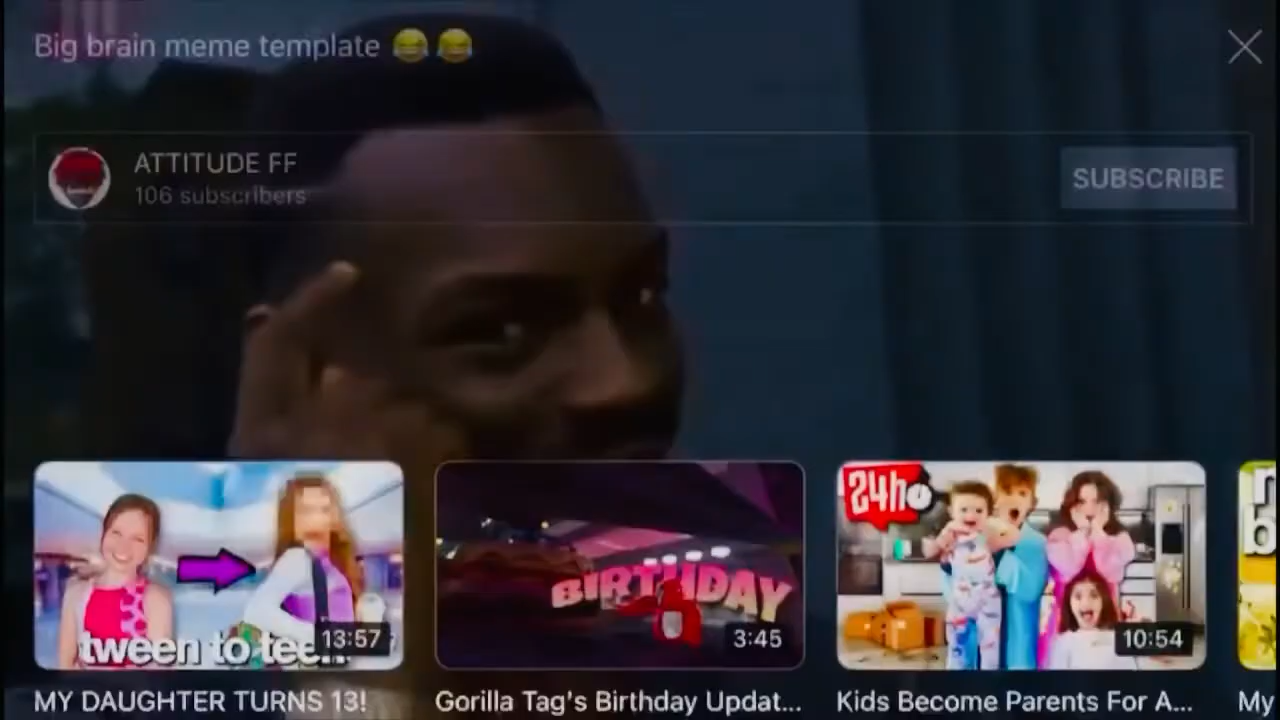 Big brain meme template 😂😂
ATTITUDE FF
106 subscribers
SUBSCRIBE
24h
tween to tee
13:57
BIRTHDAY
3:45
10:54
MY DAUGHTER TURNS 13!
Gorilla Tag's Birthday Updat...
Kids Become Parents For A...
My